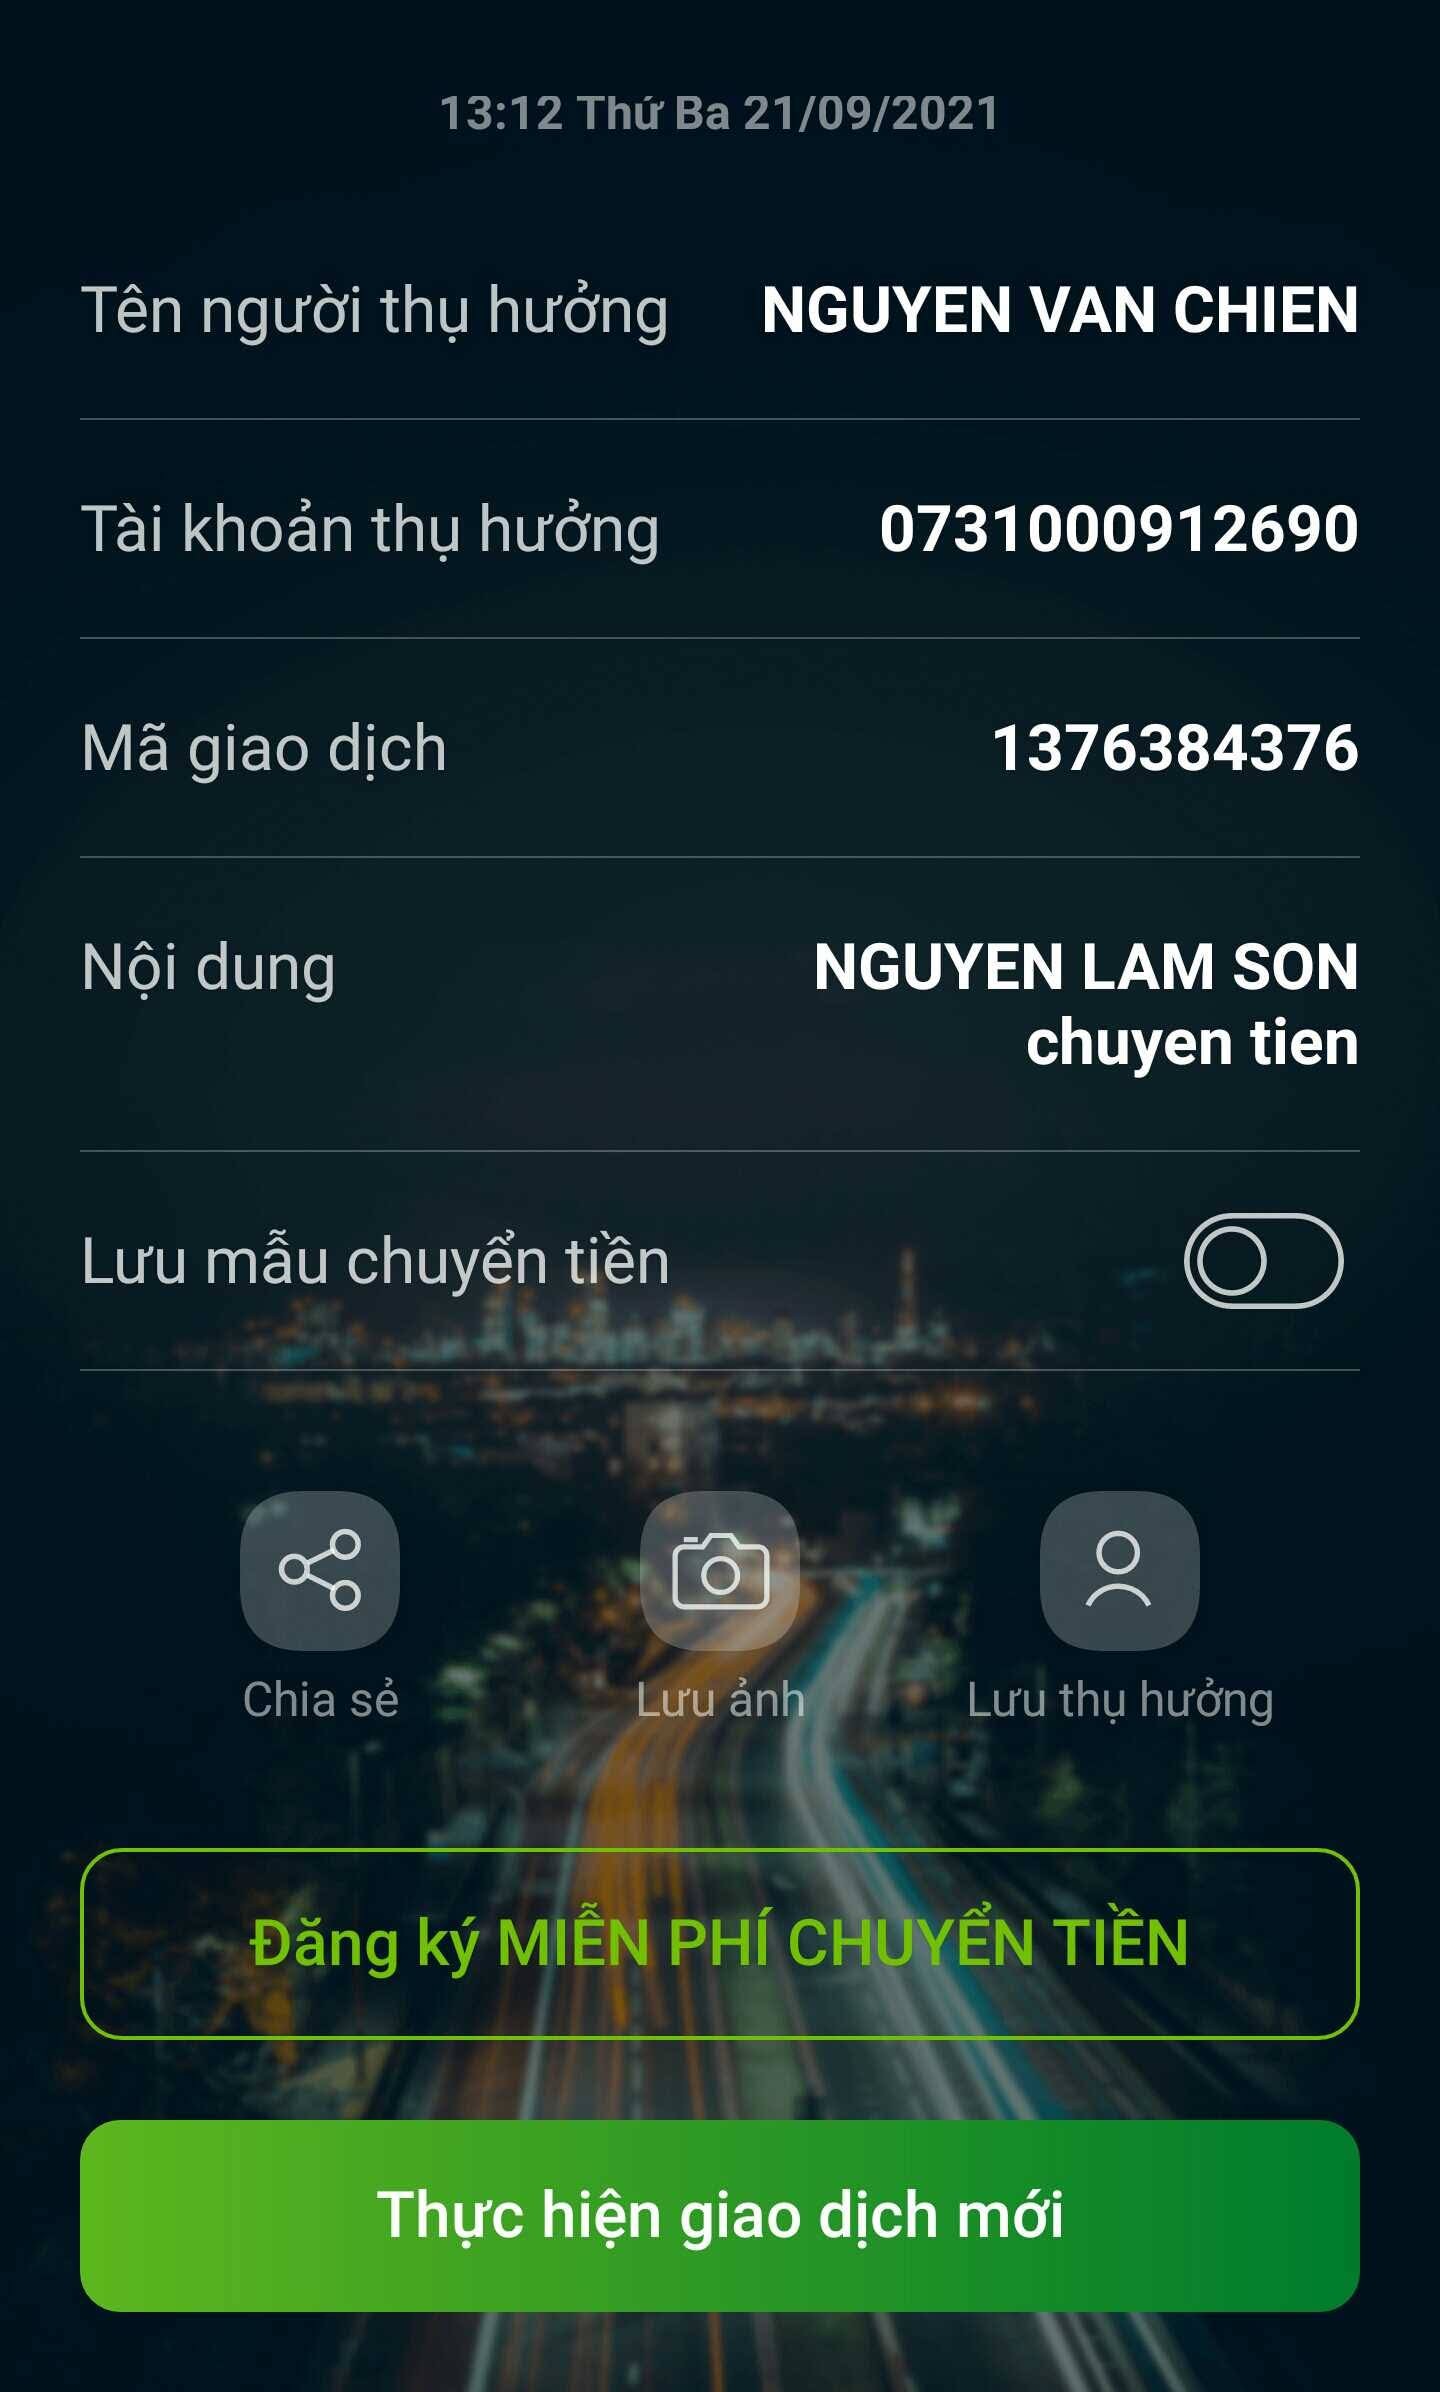 13:12 Thứ Ba 21/09/2021
Tên người thụ hưởng NGUYEN VAN CHIEN
Tài khoản thụ hưởng 0731000912690
Mã giao dịch 1376384376
Nội dung NGUYEN LAM SON
chuyen tien
Lưu mẫu chuyển tiền
Chia sẻ Lưu ảnh Lưu thụ hưởng
Đăng ký MIỄN PHÍ CHUYỂN TIỀN
Thực hiện giao dịch mới